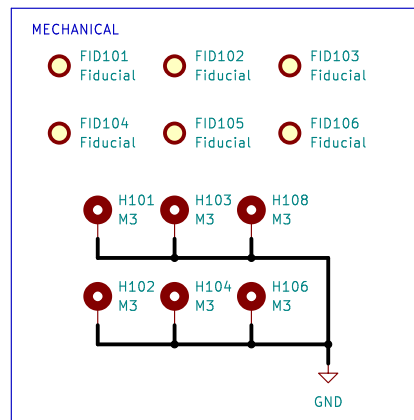 MECHANICAL
FID101
Fiducial
FID102
Fiducial
FID103
Fiducial
FID104
Fiducial
FID105
Fiducial
FID106
Fiducial
H101
M3
H103
M3
H108
M3
H102
M3
H104
M3
H106
M3
GND